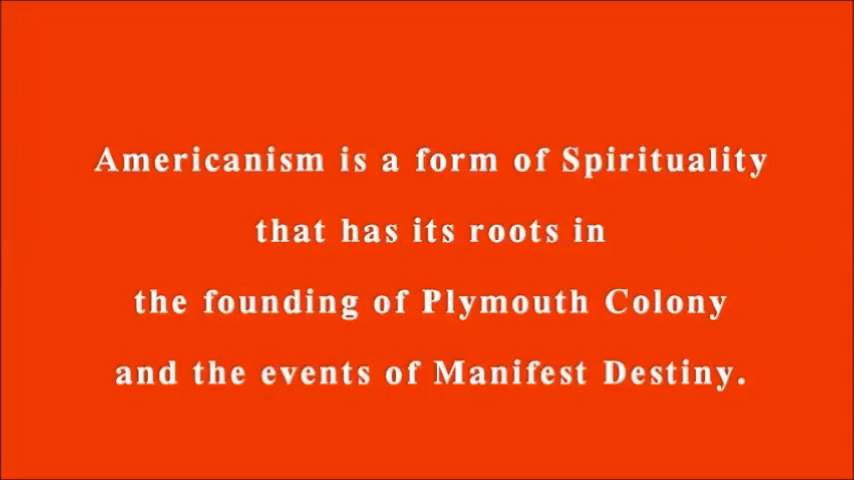 Americanism is a form of Spirituality
that has its roots in
the founding of Plymouth Colony
and the events of Manifest Destiny.